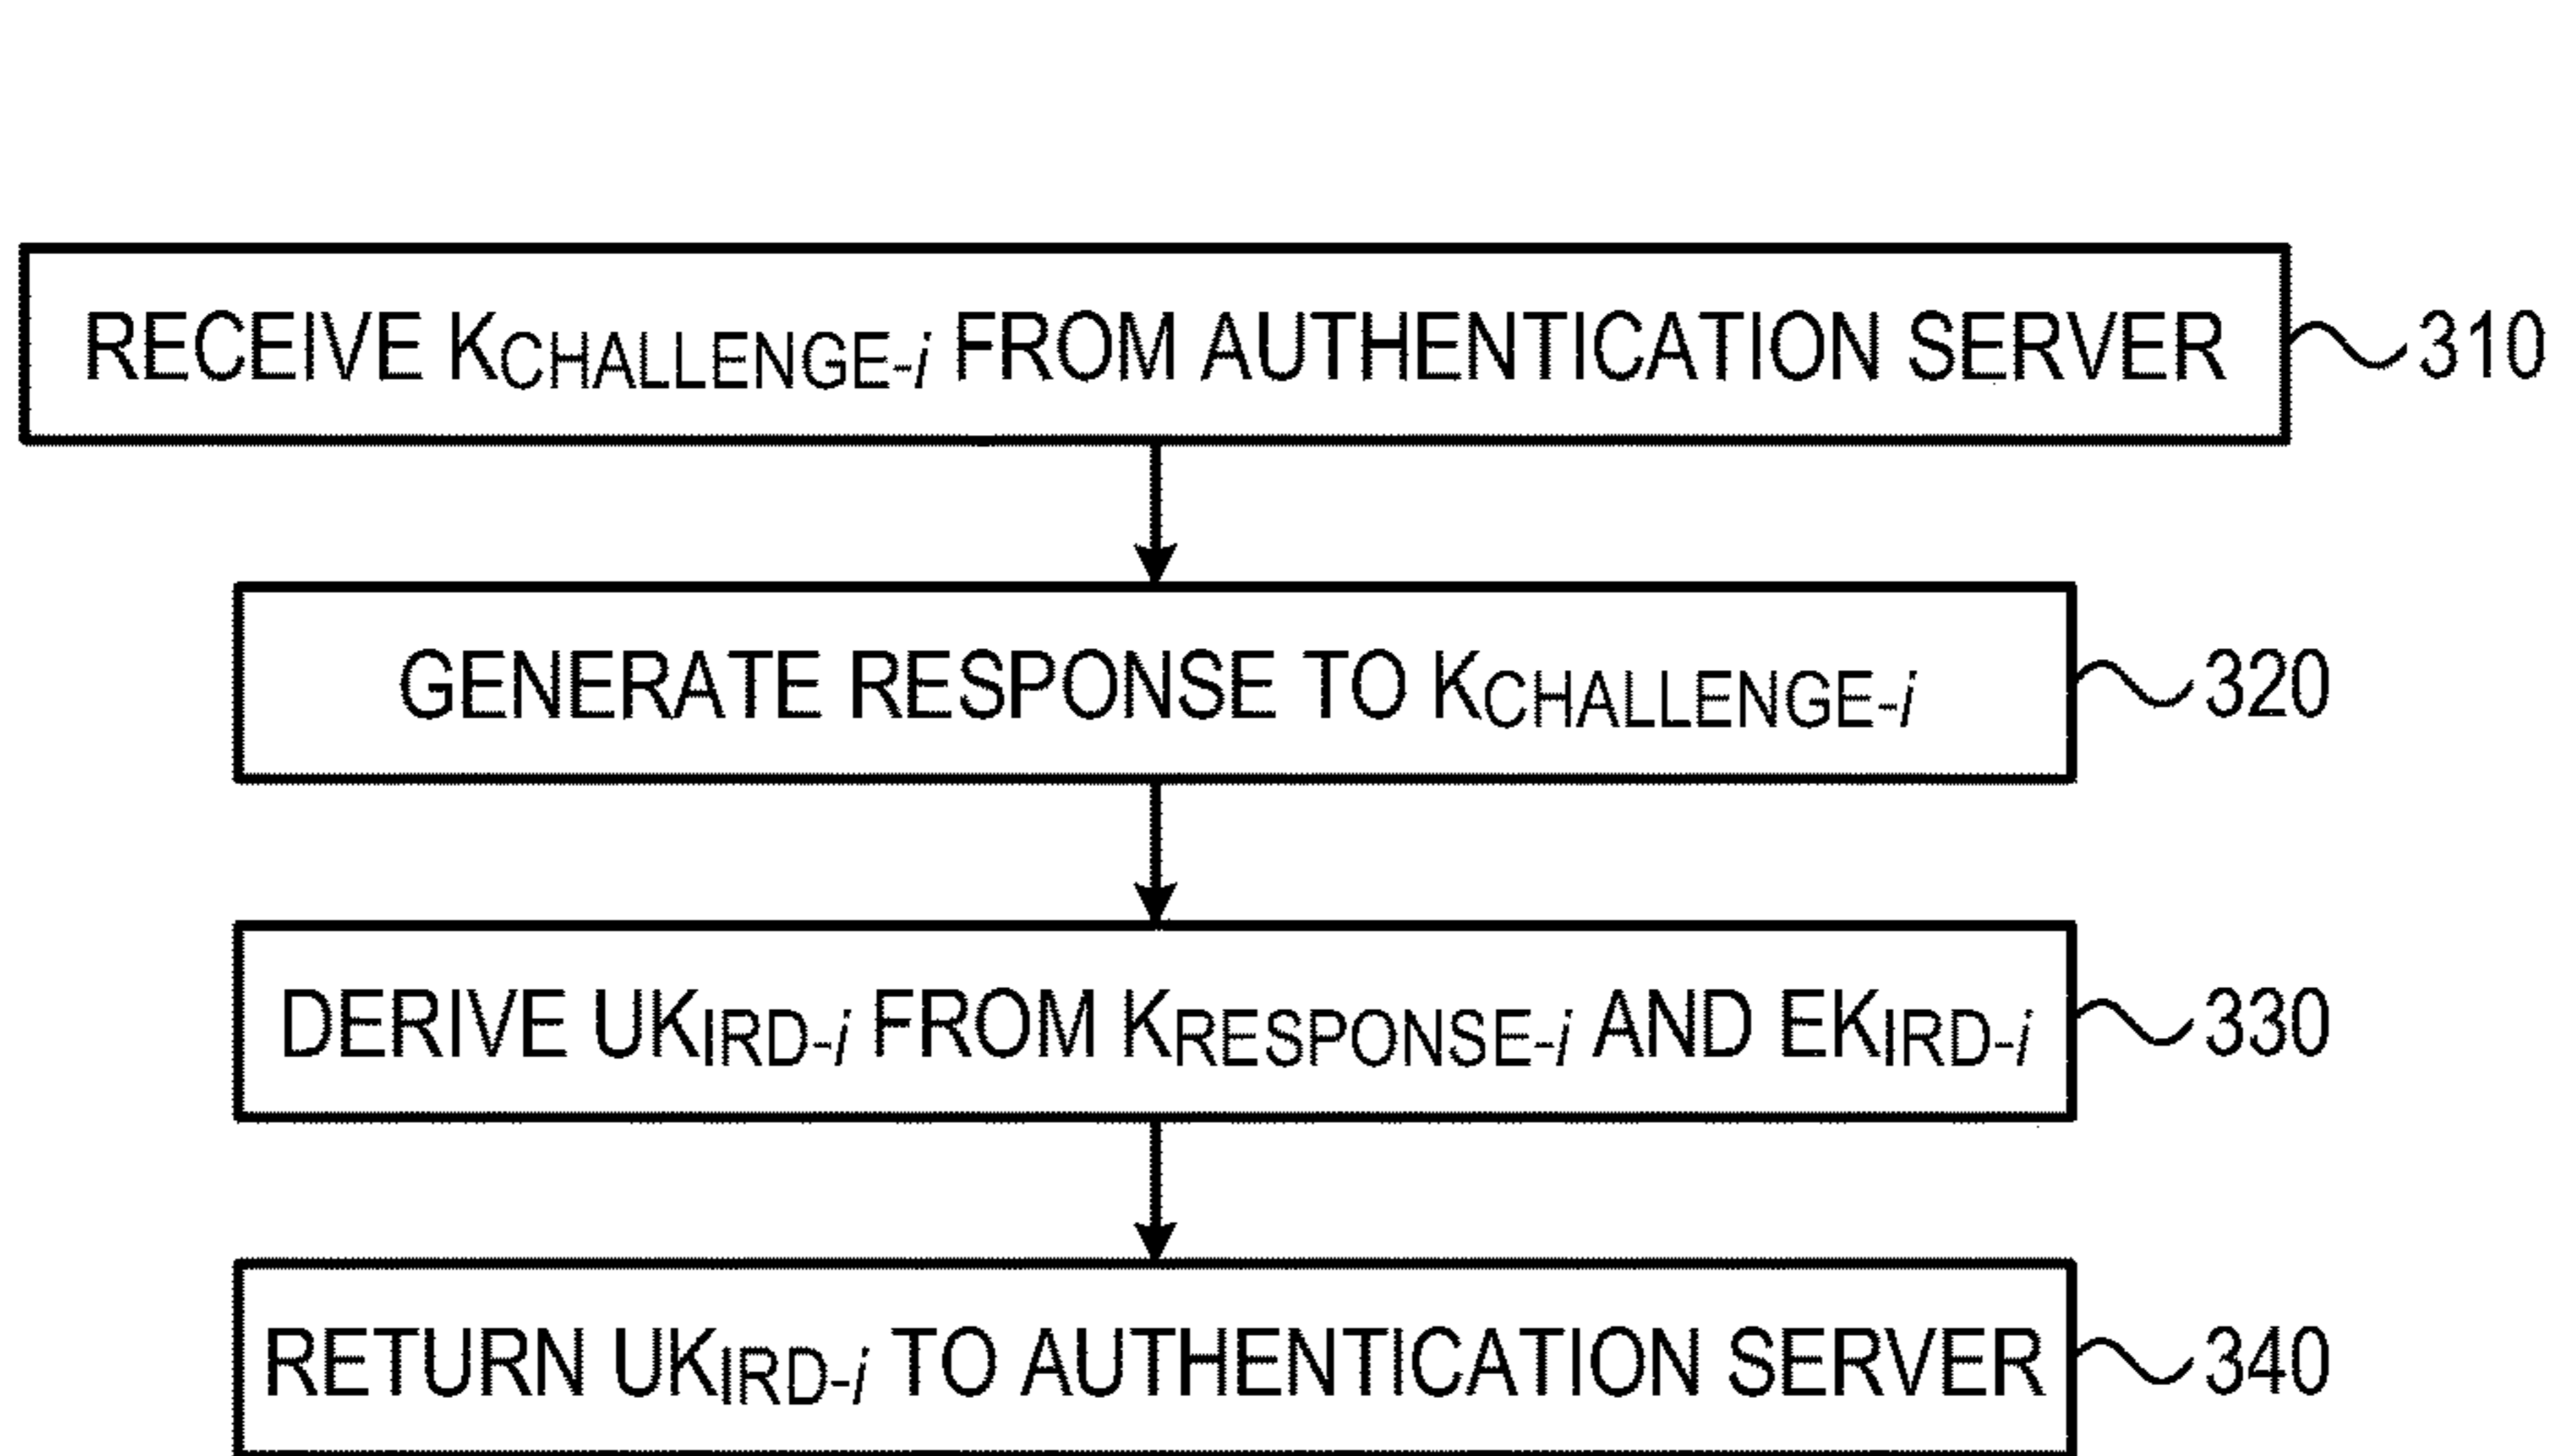 RECEIVE KCHALLENGE-i FROM AUTHENTICATION SERVER 310
GENERATE RESPONSE TO KCHALLENGE-i 320
DERIVE UKIRD-i FROM KRESPONSE-i AND EKIRD-i 330
RETURN UKIRD-i TO AUTHENTICATION SERVER 340